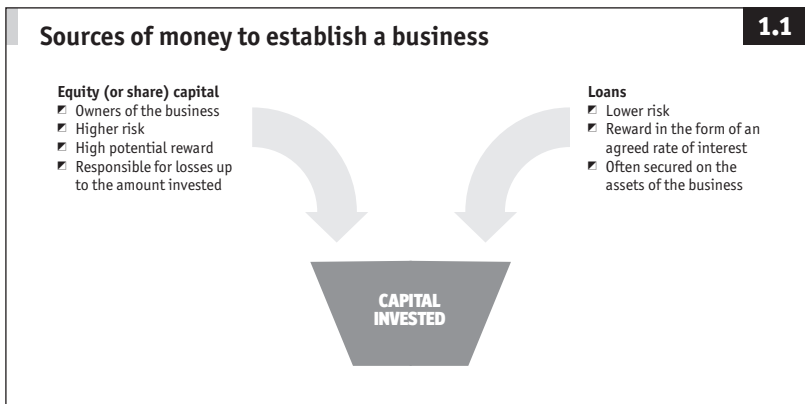 Sources of money to establish a business
1.1
Equity (or share) capital
Owners of the business
Higher risk
High potential reward
Responsible for losses up
to the amount invested
Loans
Lower risk
Reward in the form of an
agreed rate of interest
Often secured on the
assets of the business
CAPITAL
INVESTED